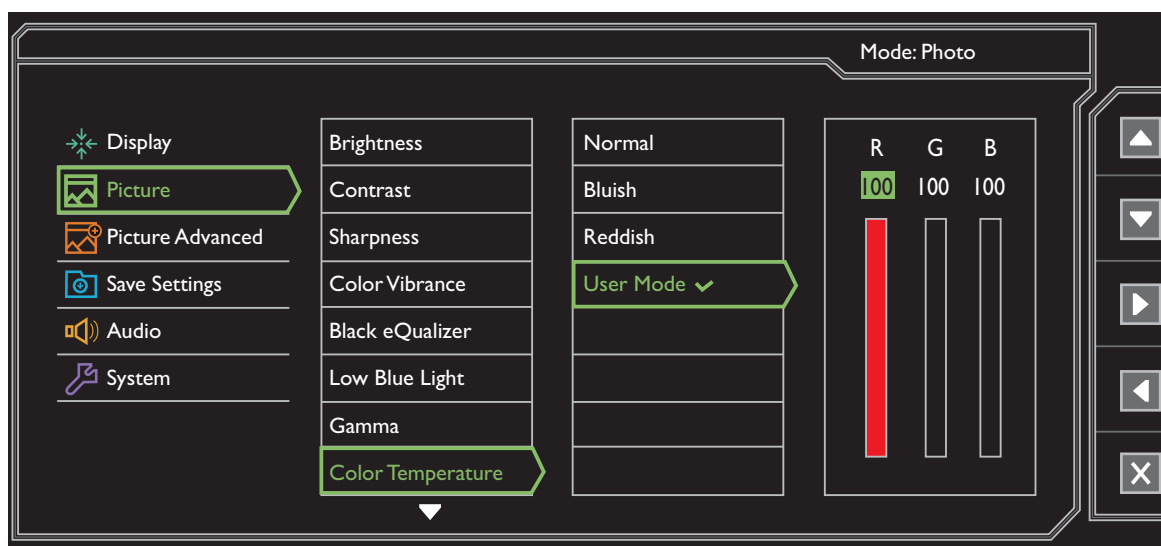 Mode: Photo
Display
Picture
Picture Advanced
Save Settings
Audio
System
Brightness
Contrast
Sharpness
Color Vibrance
Black eQualizer
Low Blue Light
Gamma
Color Temperature
Normal
Bluish
Reddish
User Mode
R G B
100 100 100
X